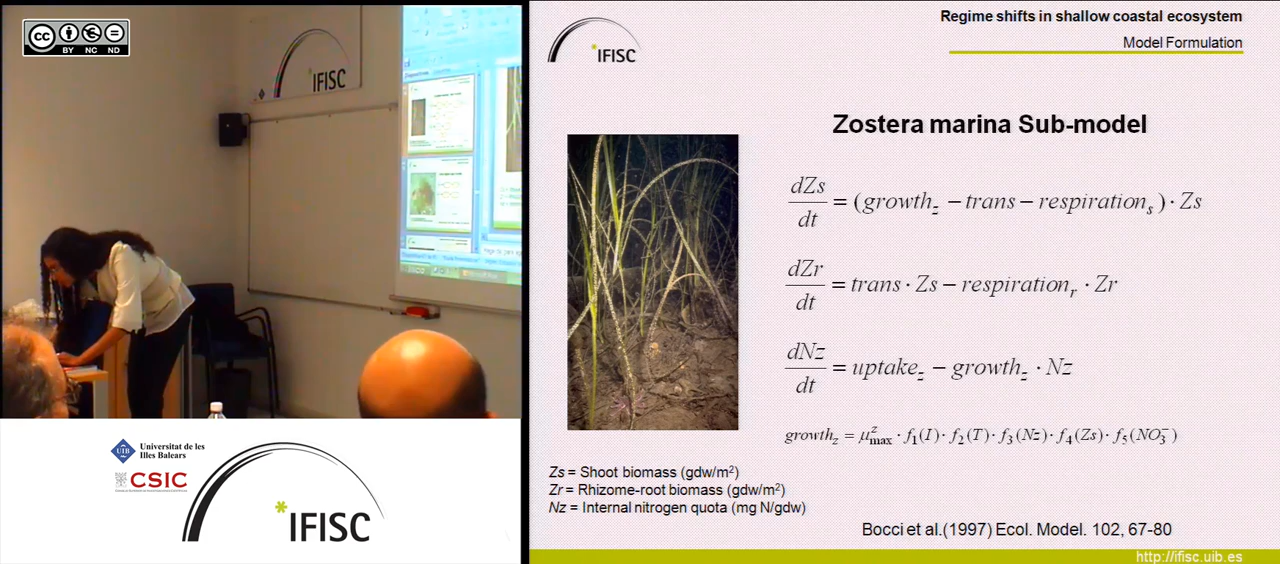 cc
BY NC ND
IFISC
UIB
Universitat de les
Illes Balears
CSIC
IFISC
IFISC
Regime shifts in shallow coastal ecosystem
Model Formulation
Zostera marina Sub-model
dZs/dt = (growth_z − trans − respiration_s) · Zs
dZr/dt = trans · Zs − respiration_r · Zr
dNz/dt = uptake_z − growth_z · Nz
growth_z = μ^z_max · f₁(I) · f₂(T) · f₃(Nz) · f₄(Zs) · f₅(NO₃⁻)
Zs = Shoot biomass (gdw/m²)
Zr = Rhizome-root biomass (gdw/m²)
Nz = Internal nitrogen quota (mg N/gdw)
Bocci et al.(1997) Ecol. Model. 102, 67-80
http://ifisc.uib.es